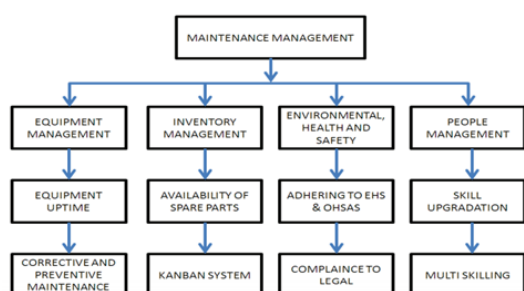 MAINTENANCE MANAGEMENT
EQUIPMENT
MANAGEMENT
INVENTORY
MANAGEMENT
ENVIRONMENTAL,
HEALTH AND
SAFETY
PEOPLE
MANAGEMENT
EQUIPMENT
UPTIME
AVAILABILITY OF
SPARE PARTS
ADHERING TO EHS
& OHSAS
SKILL
UPGRADATION
CORRECTIVE AND
PREVENTIVE
MAINTENANCE
KANBAN SYSTEM
COMPLAINCE TO
LEGAL
MULTI SKILLING